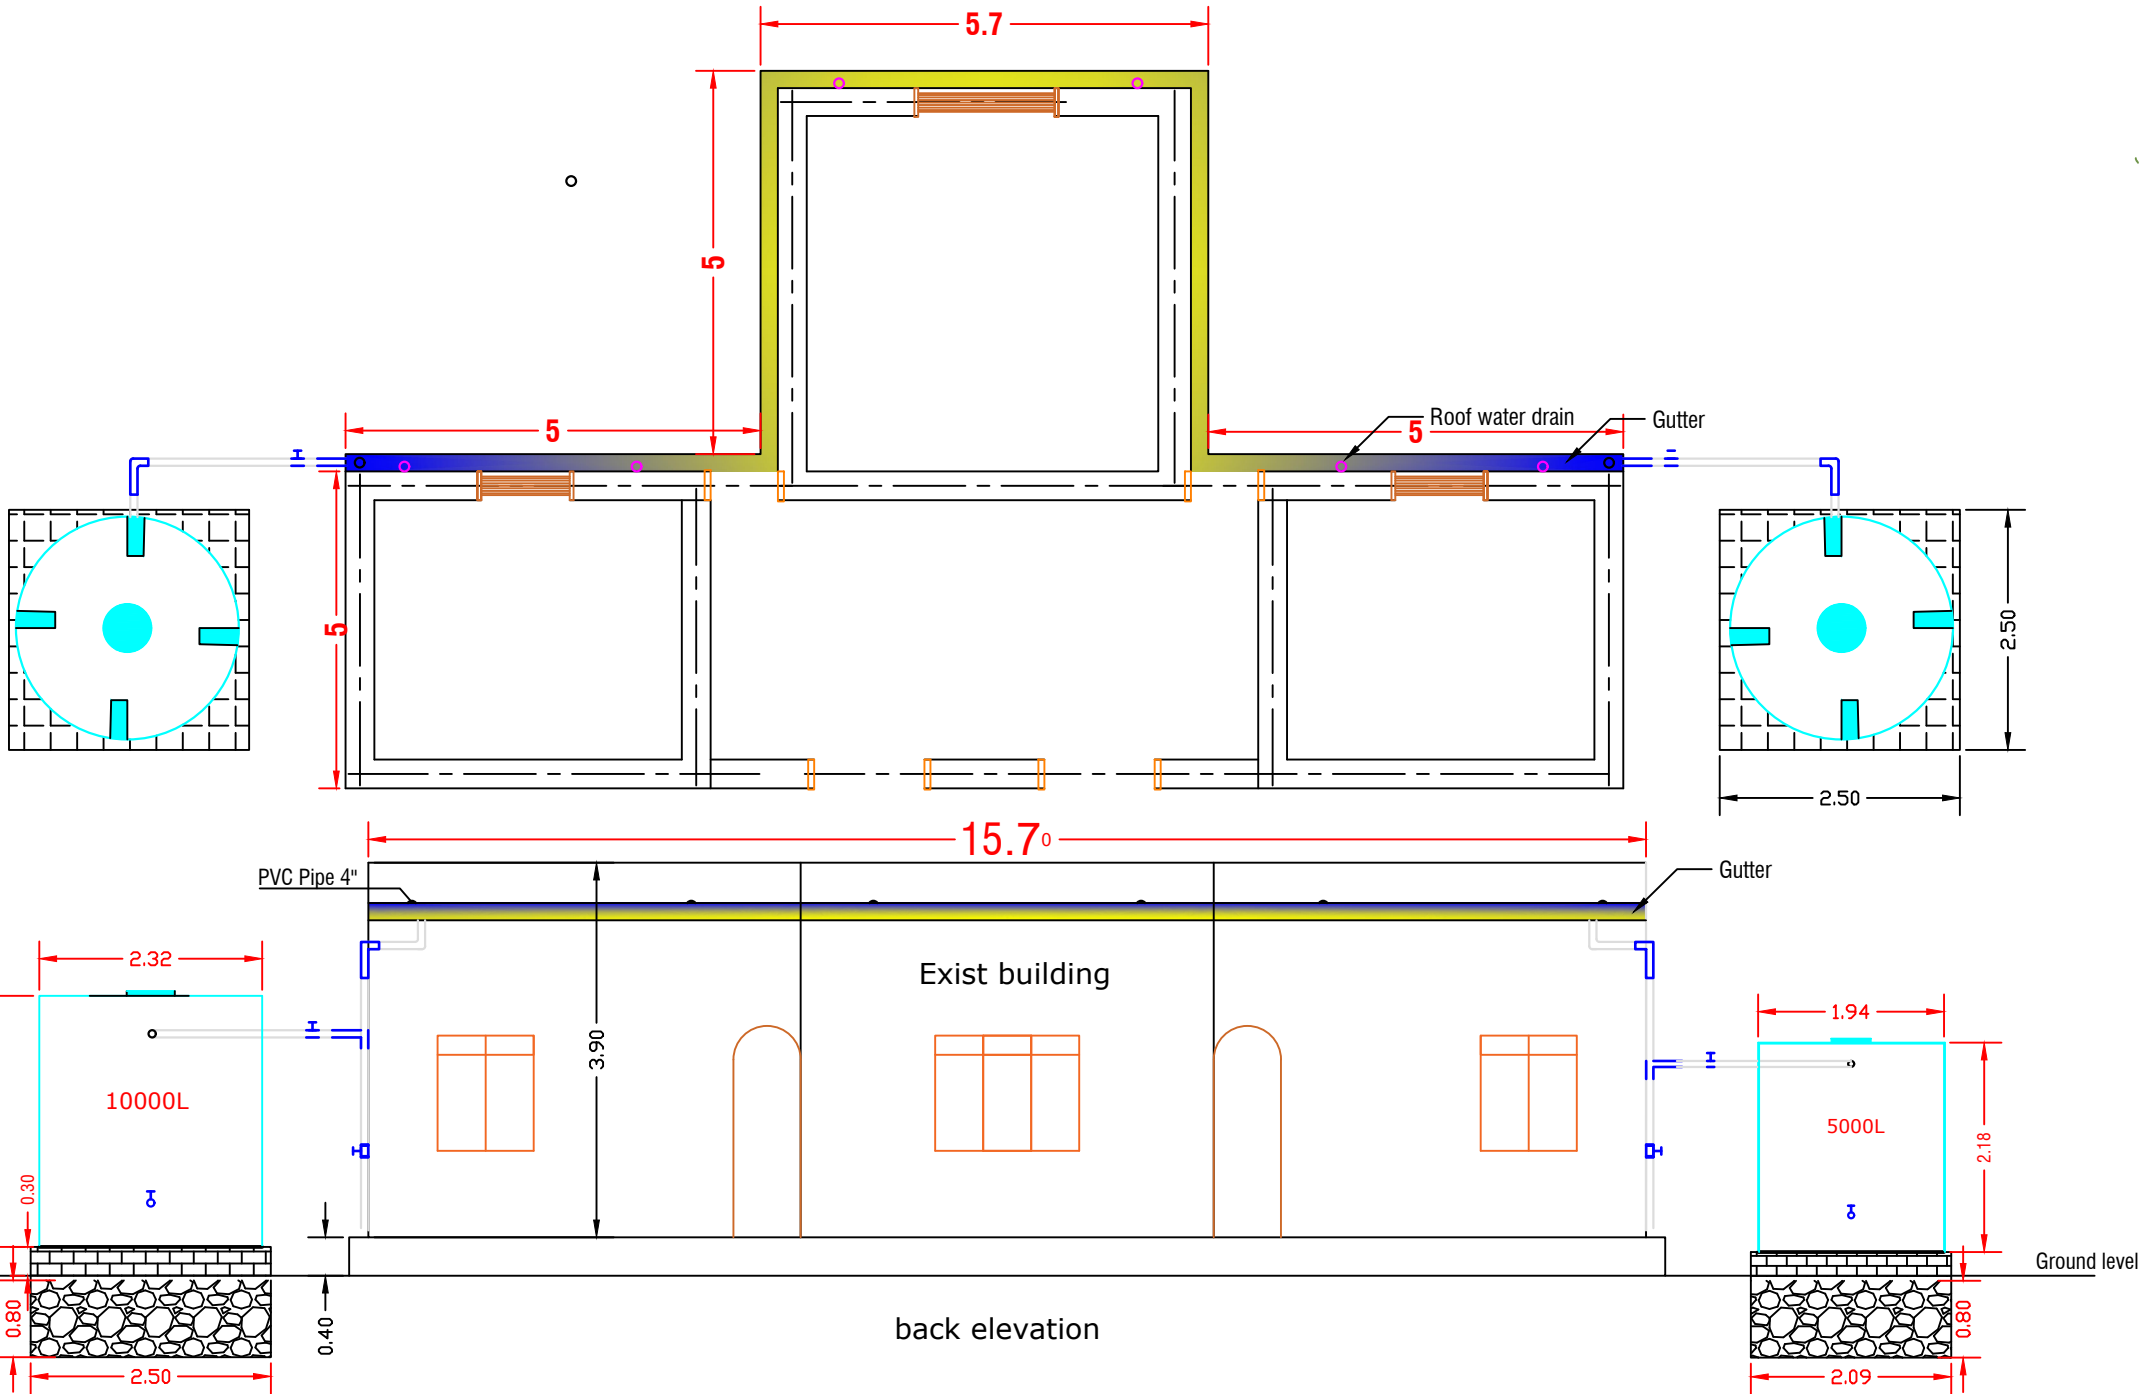 5.7
5
5
Roof water drain
5
Gutter
5
2.50
2.50
15.70
PVC Pipe 4"
Gutter
2.32
Exist building
1.94
3.90
10000L
5000L
2.18
0.30
Ground level
0.80
0.40
back elevation
0.80
2.50
2.09